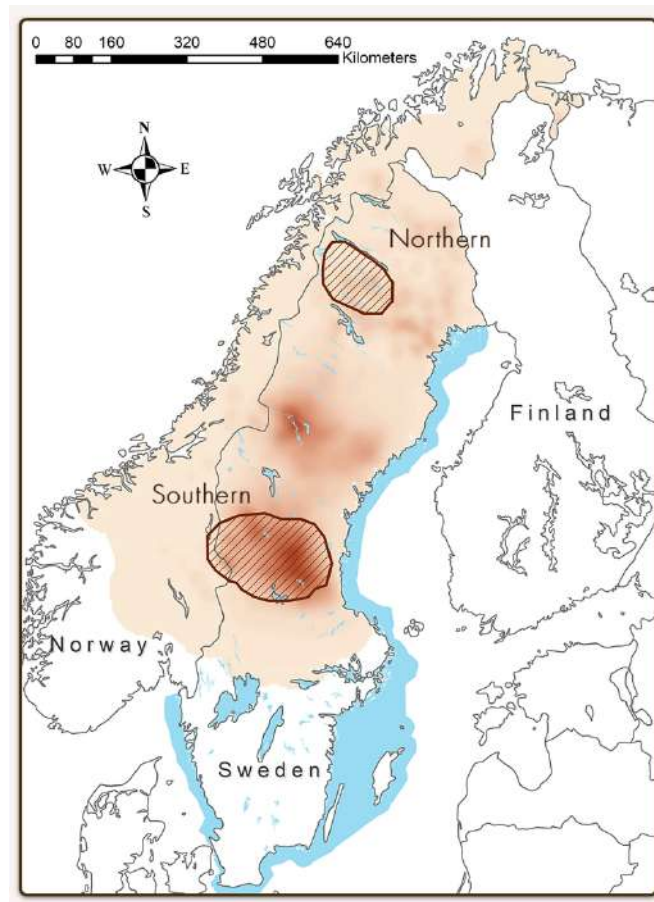 0 80 160 320 480 640
Kilometers
N
W E
S
Northern
Finland
Southern
Norway
Sweden